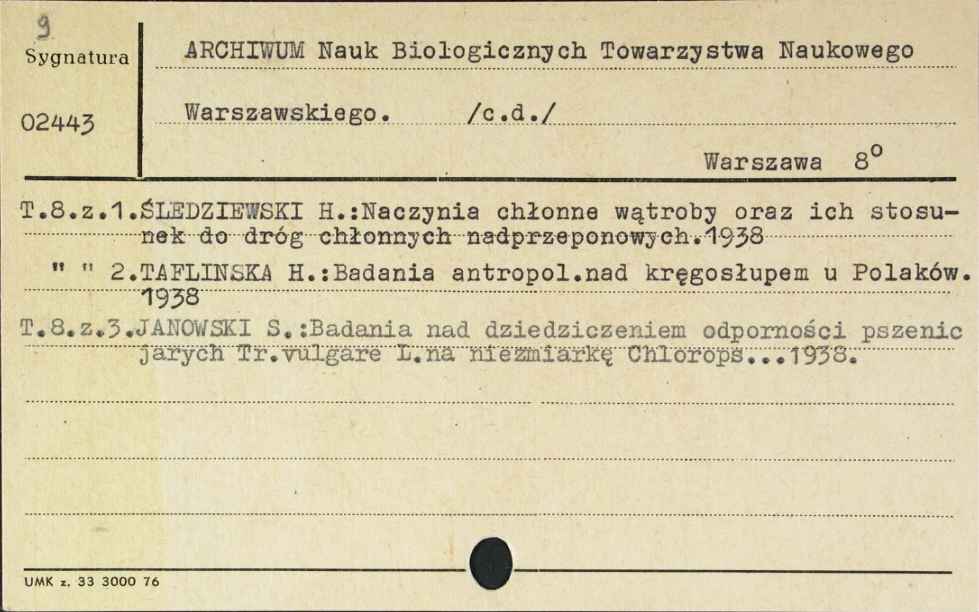 9
Sygnatura
ARCHIWUM Nauk Biologicznych Towarzystwa Naukowego
02443
Warszawskiego. /c.d./
Warszawa 8o
T.8.z.1.ŚLEDZIEWSKI H.:Naczynia chłonne wątroby oraz ich stosu-
nek do dróg chłonnych nadprzeponowych.1938
" " 2.TAFLIŃSKA H.:Badania antropol.nad kręgosłupem u Polaków.
1938
T.8.z.3.JANOWSKI S.:Badania nad dziedziczeniem odporności pszenic
jarych Tr.vulgare L.na niezmiarkę Chlorops...1938.
UMK z. 33 3000 76